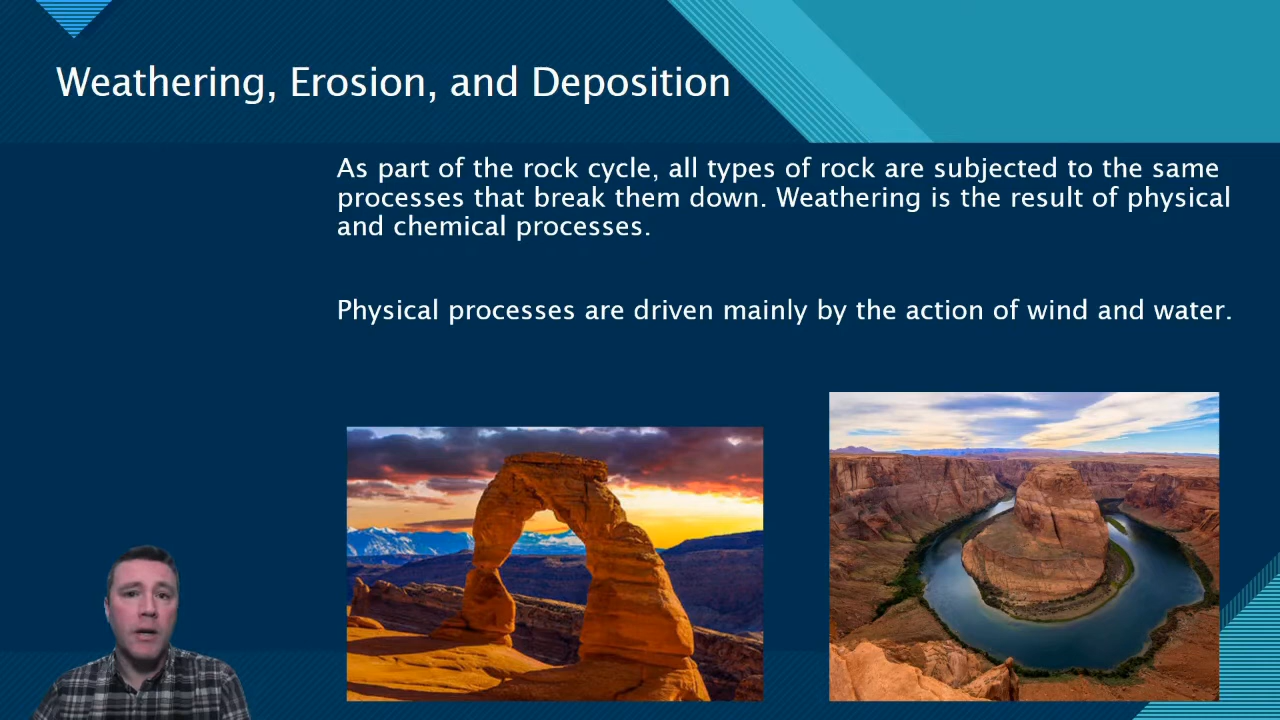 Weathering, Erosion, and Deposition
As part of the rock cycle, all types of rock are subjected to the same
processes that break them down. Weathering is the result of physical
and chemical processes.
Physical processes are driven mainly by the action of wind and water.